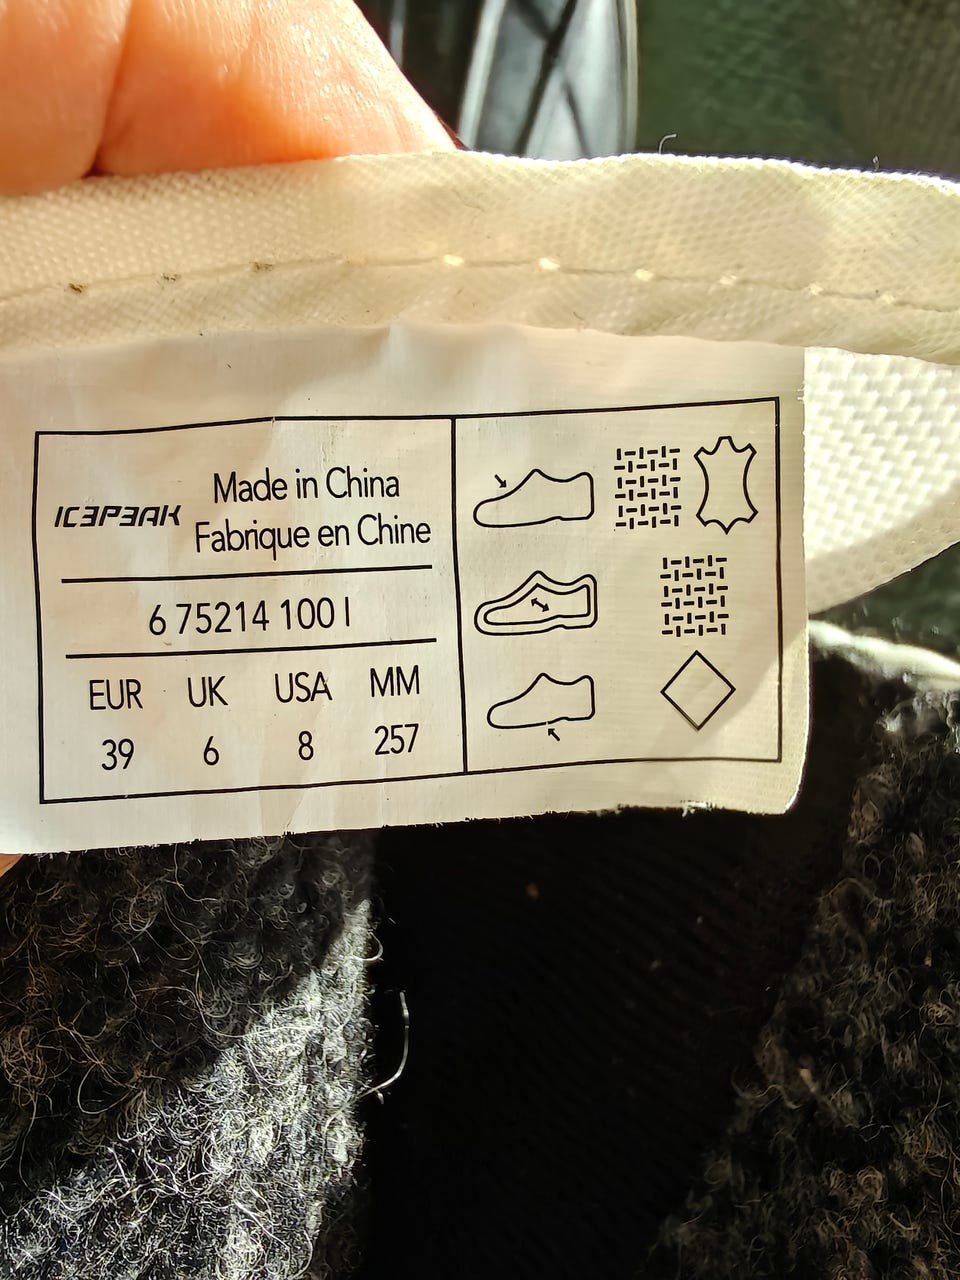 ICEPEAK
Made in China
Fabrique en Chine
6 75214 100 I
EUR UK USA MM
39 6 8 257